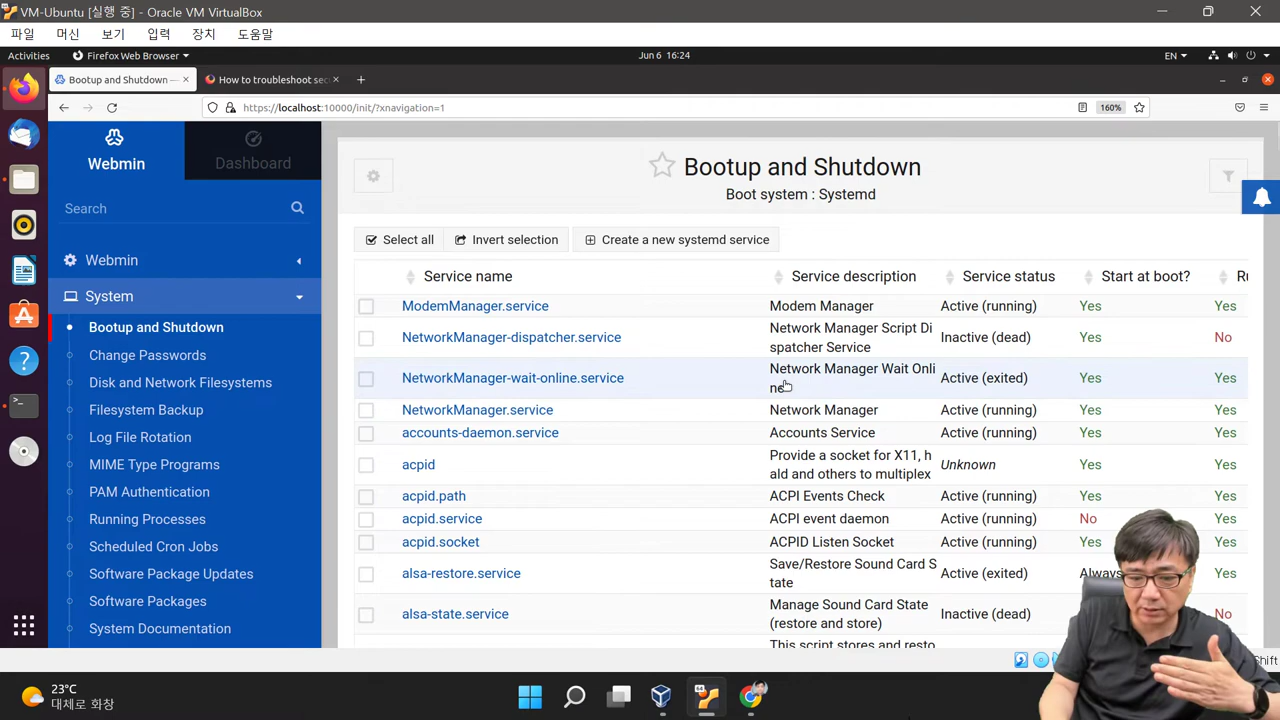 VM-Ubuntu [실행 중] - Oracle VM VirtualBox
파일 머신 보기 입력 장치 도움말
Activities Firefox Web Browser Jun 6 16:24 EN
Bootup and Shutdown — × How to troubleshoot sec ×
https://localhost:10000/init/?xnavigation=1 160%
Webmin Dashboard
Search
Webmin
System
Bootup and Shutdown
Change Passwords
Disk and Network Filesystems
Filesystem Backup
Log File Rotation
MIME Type Programs
PAM Authentication
Running Processes
Scheduled Cron Jobs
Software Package Updates
Software Packages
System Documentation
Bootup and Shutdown
Boot system : Systemd
Select all Invert selection Create a new systemd service
Service name Service description Service status Start at boot? Ru
ModemManager.service Modem Manager Active (running) Yes Yes
NetworkManager-dispatcher.service Network Manager Script Di
spatcher Service Inactive (dead) Yes No
NetworkManager-wait-online.service Network Manager Wait Onli
ne Active (exited) Yes Yes
NetworkManager.service Network Manager Active (running) Yes Yes
accounts-daemon.service Accounts Service Active (running) Yes Yes
acpid Provide a socket for X11, h
ald and others to multiplex Unknown Yes Yes
acpid.path ACPI Events Check Active (running) Yes Yes
acpid.service ACPI event daemon Active (running) No Yes
acpid.socket ACPID Listen Socket Active (running) Yes Yes
alsa-restore.service Save/Restore Sound Card S
tate Active (exited) Always Yes
alsa-state.service Manage Sound Card State
(restore and store) Inactive (dead) No
This script stores and resto
Shift
23°C
대체로 화창